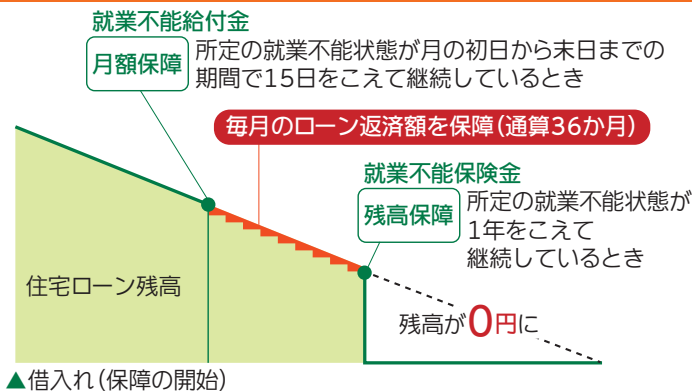 就業不能給付金
月額保障
所定の就業不能状態が月の初日から末日までの
期間で15日をこえて継続しているとき
毎月のローン返済額を保障(通算36か月)
就業不能保険金
残高保障
所定の就業不能状態が
1年をこえて
継続しているとき
住宅ローン残高
残高が0円に
▲借入れ(保障の開始)